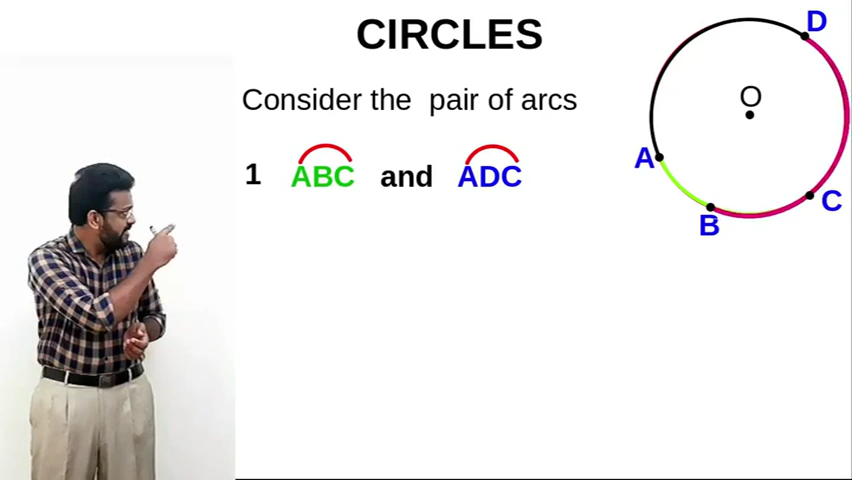 CIRCLES
Consider the pair of arcs
1 ABC and ADC
D
O
A
C
B